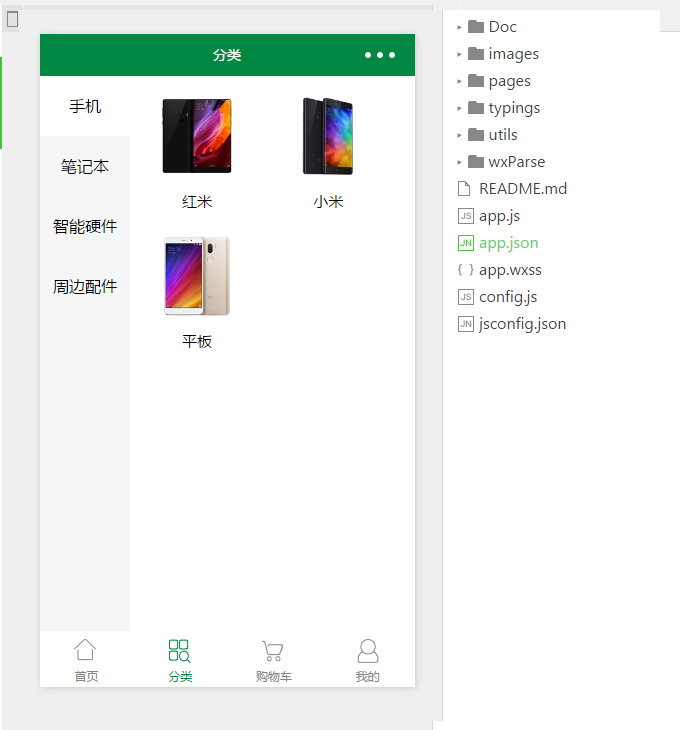 分类
手机
笔记本
智能硬件
周边配件
红米
小米
平板
首页
分类
购物车
我的
Doc
images
pages
typings
utils
wxParse
README.md
JS app.js
JN app.json
{ } app.wxss
JS config.js
JN jsconfig.json